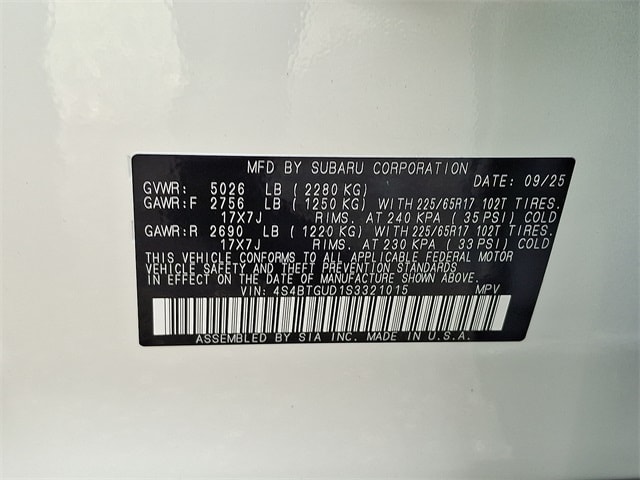 MFD BY SUBARU CORPORATION
DATE: 09/25
GVWR: 5026 LB ( 2280 KG)
GAWR:F 2756 LB ( 1250 KG) WITH 225/65R17 102T TIRES.
17X7J RIMS. AT 240 KPA ( 35 PSI) COLD
GAWR:R 2690 LB ( 1220 KG) WITH 225/65R17 102T TIRES.
17X7J RIMS. AT 230 KPA ( 33 PSI) COLD
THIS VEHICLE CONFORMS TO ALL APPLICABLE FEDERAL MOTOR
VEHICLE SAFETY AND THEFT PREVENTION STANDARDS
IN EFFECT ON THE DATE OF MANUFACTURE SHOWN ABOVE.
VIN: 4S4BTGUD1S3321015 MPV
ASSEMBLED BY SIA INC. MADE IN U.S.A.